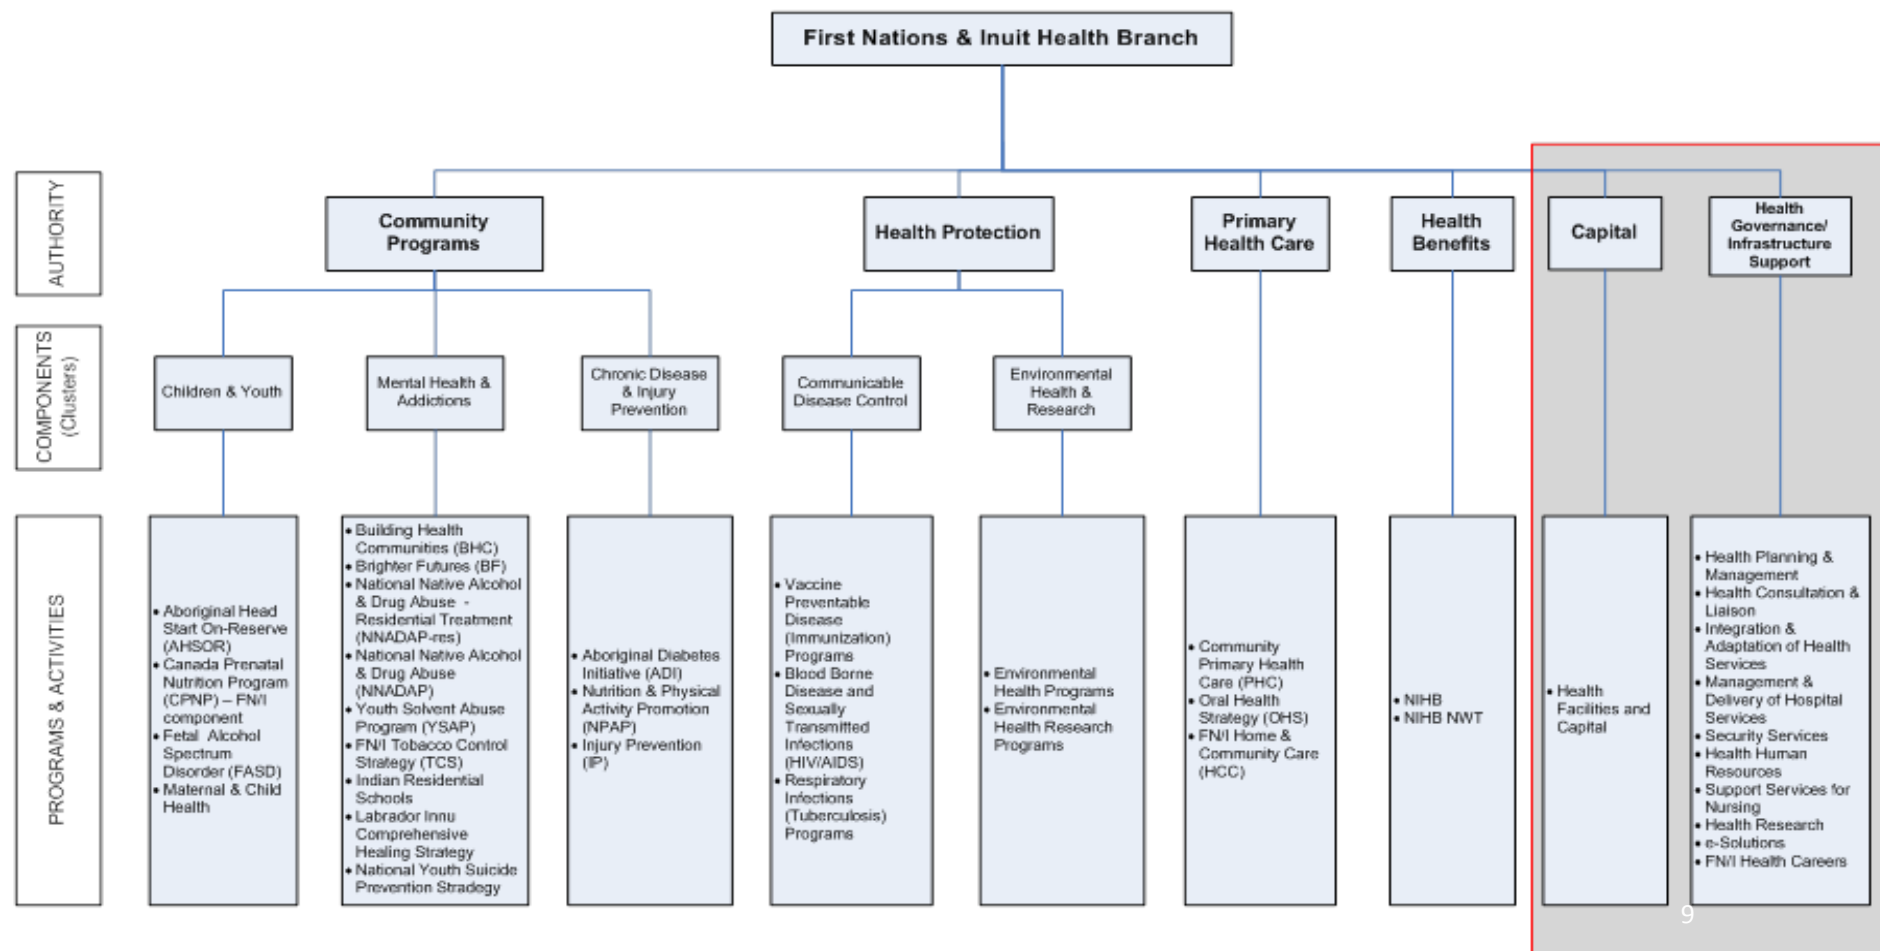 First Nations & Inuit Health Branch
AUTHORITY
Community
Programs
Health Protection
Primary
Health Care
Health
Benefits
Capital
Health
Governance/
Infrastructure
Support
COMPONENTS
(Clusters)
Children & Youth
Mental Health &
Addictions
Chronic Disease
& Injury
Prevention
Communicable
Disease Control
Environmental
Health &
Research
PROGRAMS & ACTIVITIES
• Aboriginal Head
Start On-Reserve
(AHSOR)
• Canada Prenatal
Nutrition Program
(CPNP) – FN/I
component
• Fetal Alcohol
Spectrum
Disorder (FASD)
• Maternal & Child
Health
• Building Health
Communities (BHC)
• Brighter Futures (BF)
• National Native Alcohol
& Drug Abuse -
Residential Treatment
(NNADAP-res)
• National Native Alcohol
& Drug Abuse
(NNADAP)
• Youth Solvent Abuse
Program (YSAP)
• FN/I Tobacco Control
Strategy (TCS)
• Indian Residential
Schools
• Labrador Innu
Comprehensive
Healing Strategy
• National Youth Suicide
Prevention Stradegy
• Aboriginal Diabetes
Initiative (ADI)
• Nutrition & Physical
Activity Promotion
(NPAP)
• Injury Prevention
(IP)
• Vaccine
Preventable
Disease
(Immunization)
Programs
• Blood Borne
Disease and
Sexually
Transmitted
Infections
(HIV/AIDS)
• Respiratory
Infections
(Tuberculosis)
Programs
• Environmental
Health Programs
• Environmental
Health Research
Programs
• Community
Primary Health
Care (PHC)
• Oral Health
Strategy (OHS)
• FN/I Home &
Community Care
(HCC)
• NIHB
• NIHB NWT
• Health
Facilities and
Capital
• Health Planning &
Management
• Health Consultation &
Liaison
• Integration &
Adaptation of Health
Services
• Management &
Delivery of Hospital
Services
• Security Services
• Health Human
Resources
• Support Services for
Nursing
• Health Research
• e-Solutions
• FN/I Health Careers
9